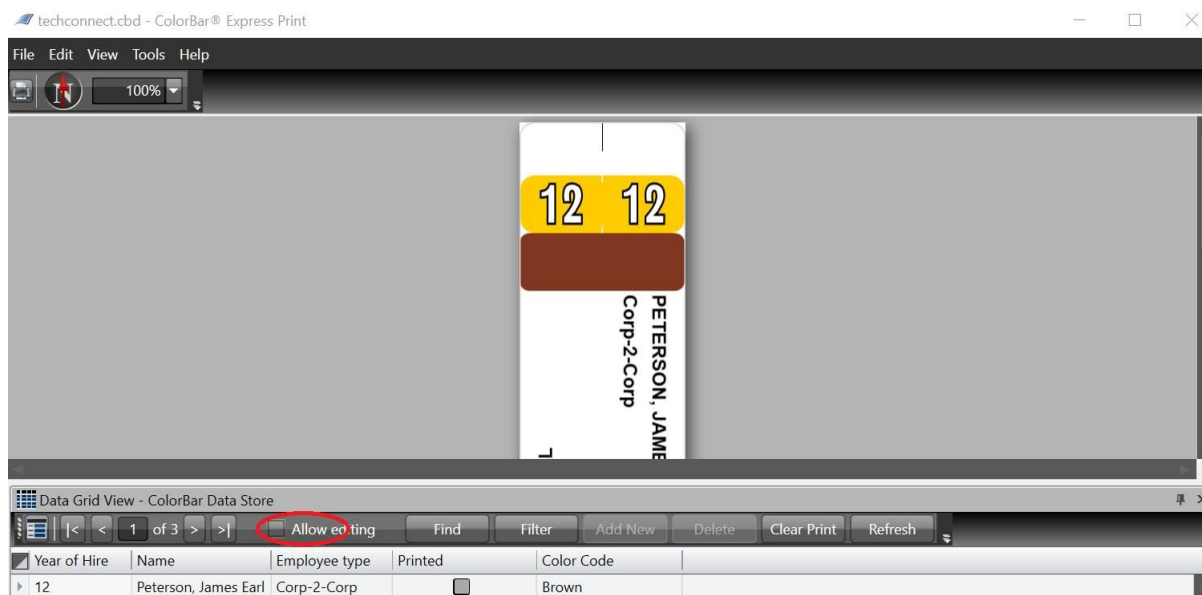 techconnect.cbd - ColorBar® Express Print
File Edit View Tools Help
N 100%
12 12
PETERSON, JAME
Corp-2-Corp
Data Grid View - ColorBar Data Store
|< < 1 of 3 > >| Allow editing Find Filter Add New Delete Clear Print Refresh
Year of Hire Name Employee type Printed Color Code
12 Peterson, James Earl Corp-2-Corp Brown